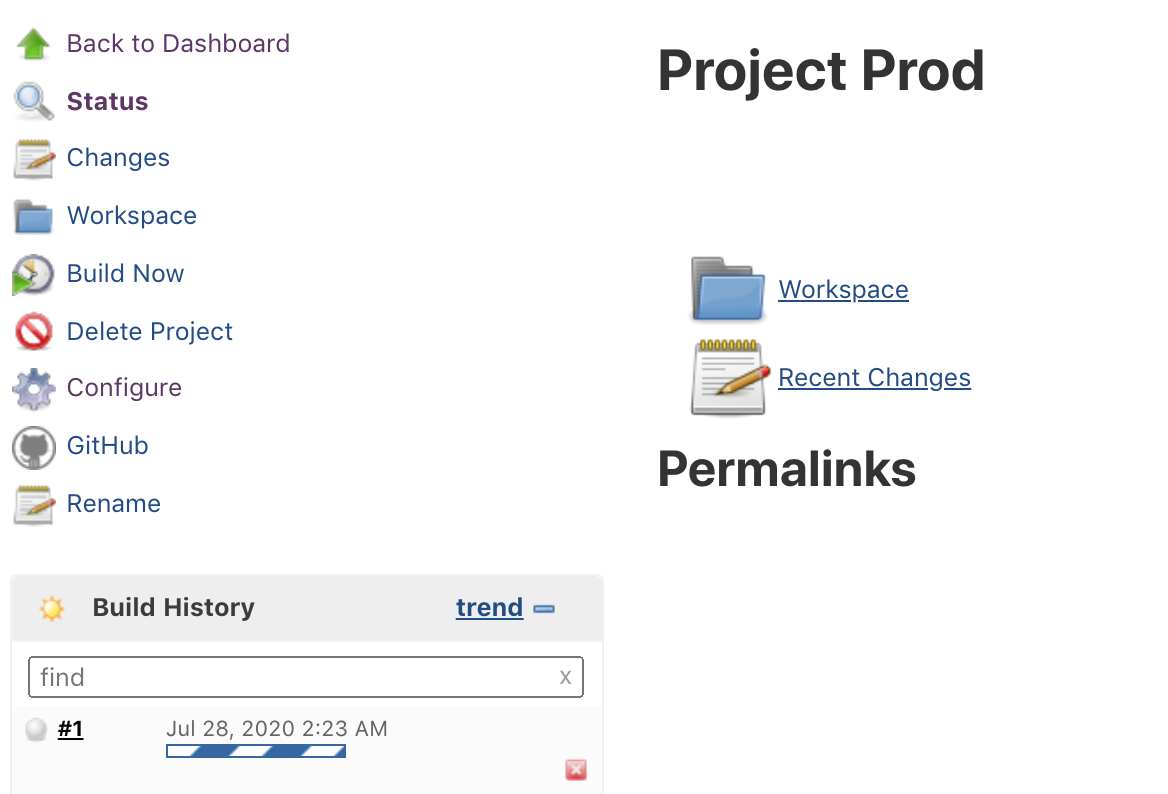 Back to Dashboard
Status
Changes
Workspace
Build Now
Delete Project
Configure
GitHub
Rename
Build History trend
find x
#1 Jul 28, 2020 2:23 AM
Project Prod
Workspace
Recent Changes
Permalinks